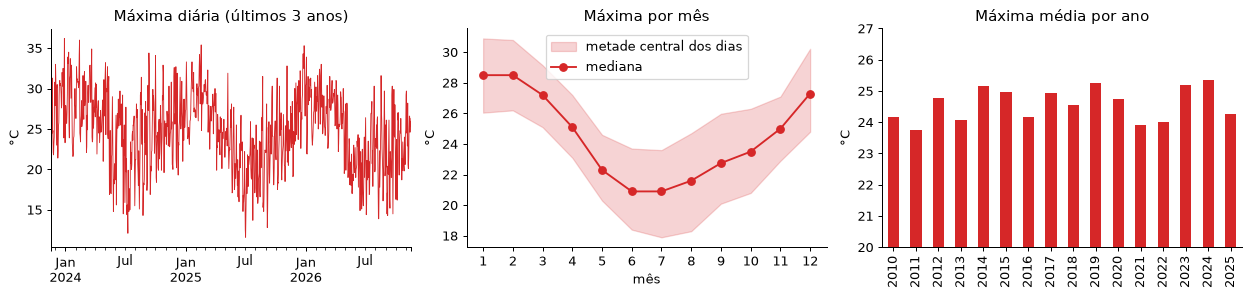 Máxima diária (últimos 3 anos)
°C
35
30
25
20
15
Jan
2024
Jul
Jan
2025
Jul
Jan
2026
Jul
Máxima por mês
metade central dos dias
mediana
°C
30
28
26
24
22
20
18
1 2 3 4 5 6 7 8 9 10 11 12
mês
Máxima média por ano
°C
27
26
25
24
23
22
21
20
2010
2011
2012
2013
2014
2015
2016
2017
2018
2019
2020
2021
2022
2023
2024
2025